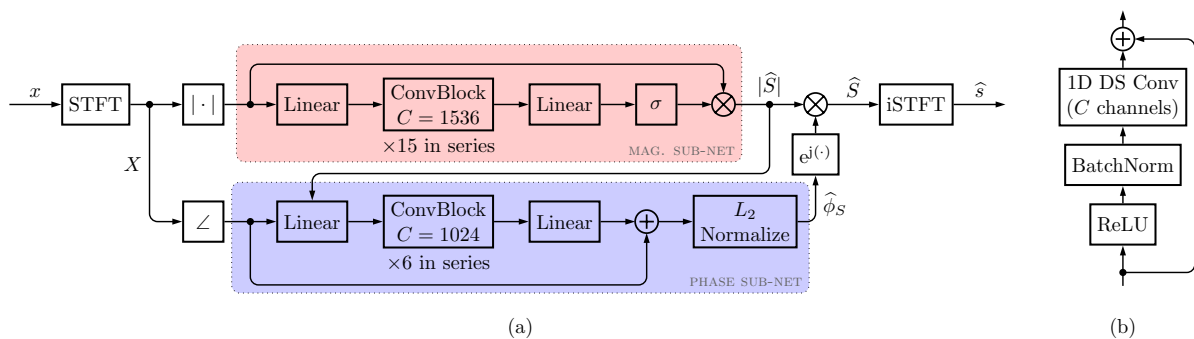 x
STFT
X
| · |
∠
Linear
ConvBlock
C = 1536
×15 in series
Linear
σ
MAG. SUB-NET
|Ŝ|
Ŝ
iSTFT
ŝ
e^{j(·)}
ϕ̂_S
Linear
ConvBlock
C = 1024
×6 in series
Linear
L₂
Normalize
PHASE SUB-NET
(a)
1D DS Conv
(C channels)
BatchNorm
ReLU
(b)